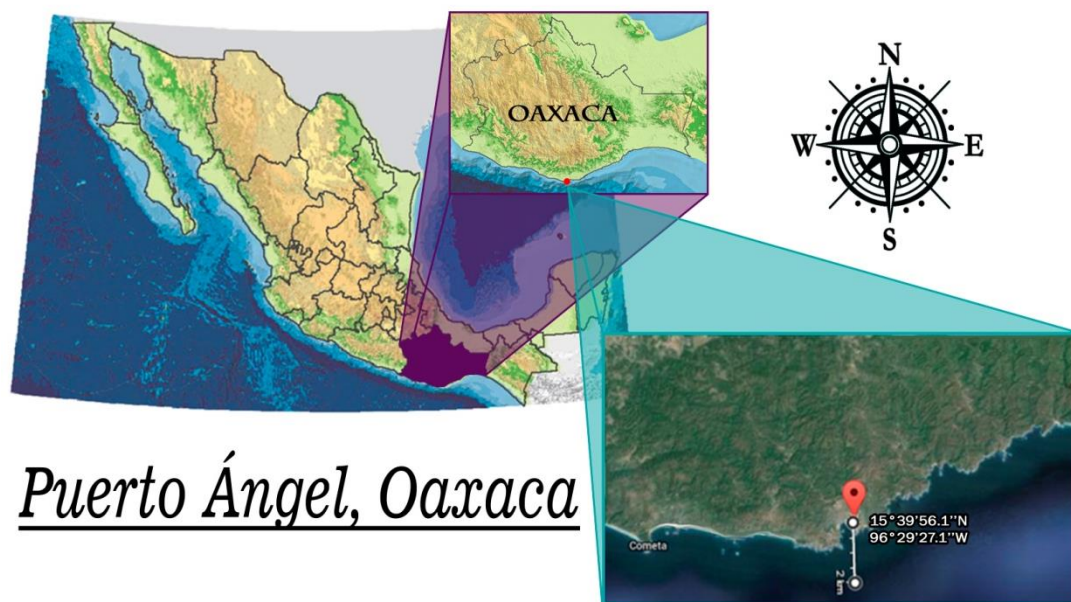 OAXACA
N
W
E
S
Puerto Ángel, Oaxaca
15°39'56.1''N
96°29'27.1''W
Cometa
2 km